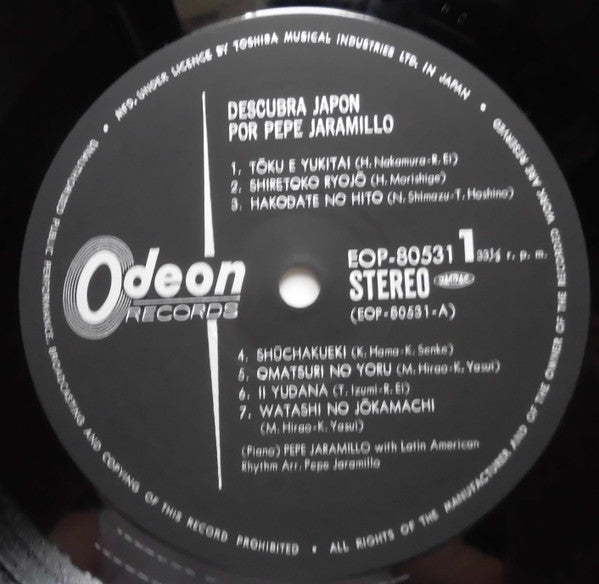 MFD. UNDER LICENCE BY TOSHIBA MUSICAL INDUSTRIES LTD. IN JAPAN
DESCUBRA JAPON
POR PEPE JARAMILLO
1. TŌKU E YUKITAI (H. Nakamura-R. Ei)
2. SHIRETOKO RYOJŌ (H. Morishige)
3. HAKODATE NO HITO (N. Shimazu-T. Hoshino)
Odeon
RECORDS
EOP-80531 1 33⅓ r. p. m.
STEREO
(EOP-80531-A)
4. SHŪCHAKUEKI (K. Hama-K. Senke)
5. OMATSURI NO YORU (M. Hirao-K. Yasui)
6. II YUDANA (T. Izumi-R. Ei)
7. WATASHI NO JŌKAMACHI
(M. Hirao-K. Yasui)
(Piano) PEPE JARAMILLO with Latin American
Rhythm Arr. Pepe Jaramillo
UNAUTHORIZED PUBLIC PERFORMANCE, BROADCASTING AND COPYING OF THIS RECORD PROHIBITED • ALL RIGHTS OF THE MANUFACTURER AND OF THE OWNER OF THE RECORDED WORK ARE RESERVED